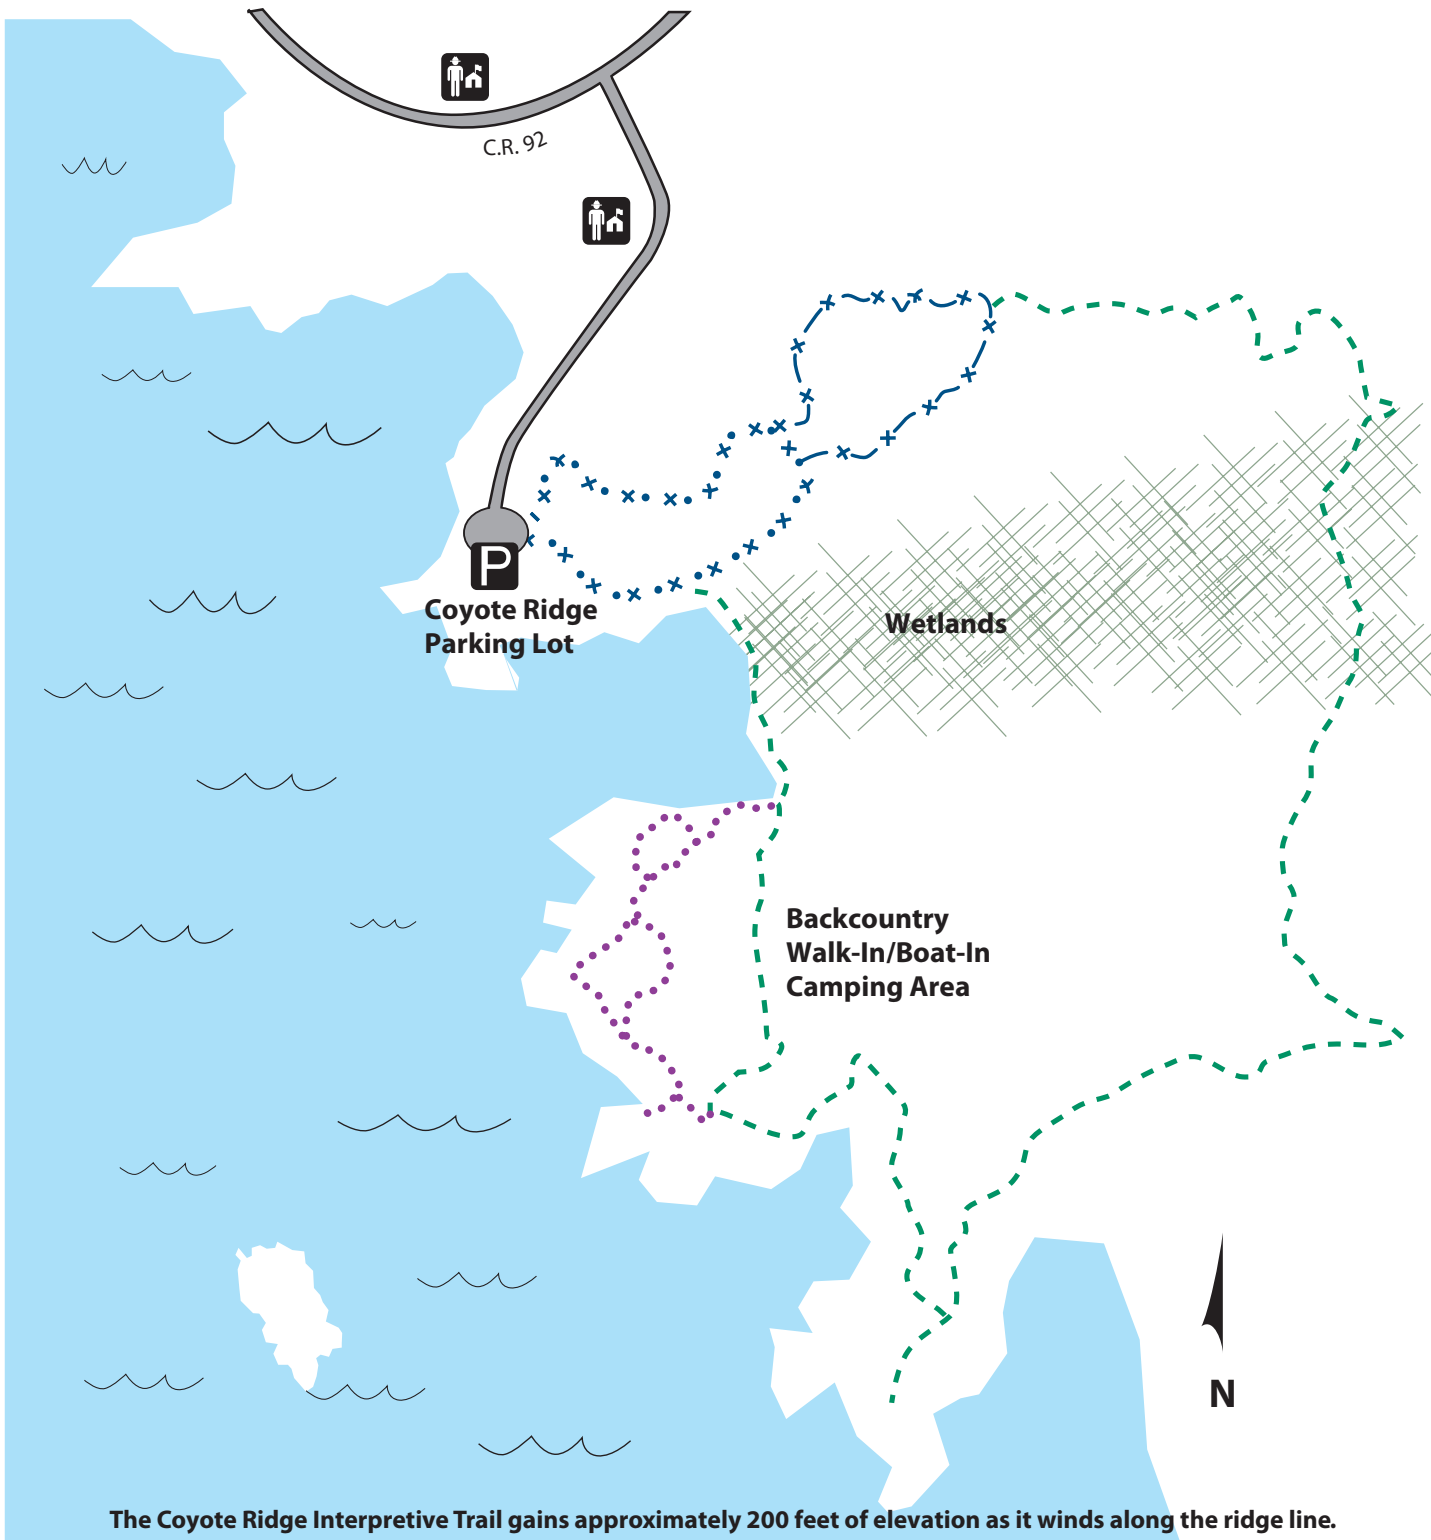 C.R. 92
P
Coyote Ridge
Parking Lot
Wetlands
Backcountry
Walk-In/Boat-In
Camping Area
N
The Coyote Ridge Interpretive Trail gains approximately 200 feet of elevation as it winds along the ridge line.